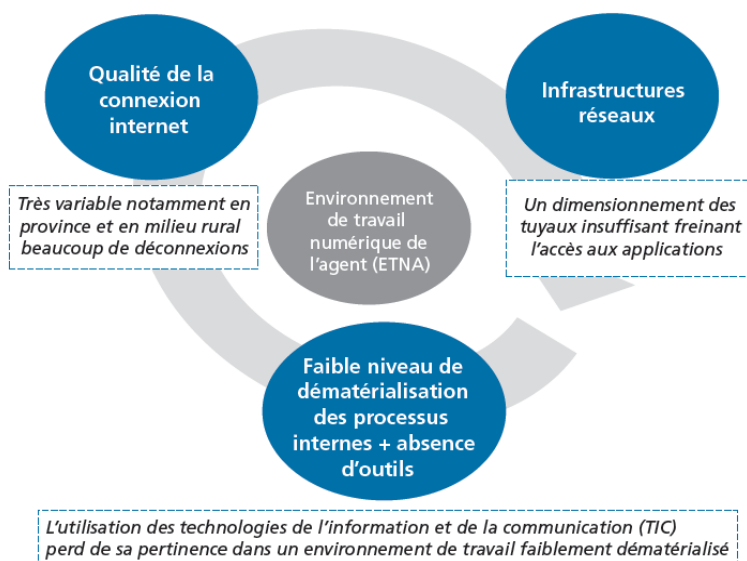 Qualité de la
connexion
internet
Infrastructures
réseaux
Très variable notamment en
province et en milieu rural
beaucoup de déconnexions
Environnement
de travail
numérique de
l'agent (ETNA)
Un dimensionnement des
tuyaux insuffisant freinant
l'accès aux applications
Faible niveau de
dématérialisation
des processus
internes + absence
d'outils
L'utilisation des technologies de l'information et de la communication (TIC)
perd de sa pertinence dans un environnement de travail faiblement dématérialisé